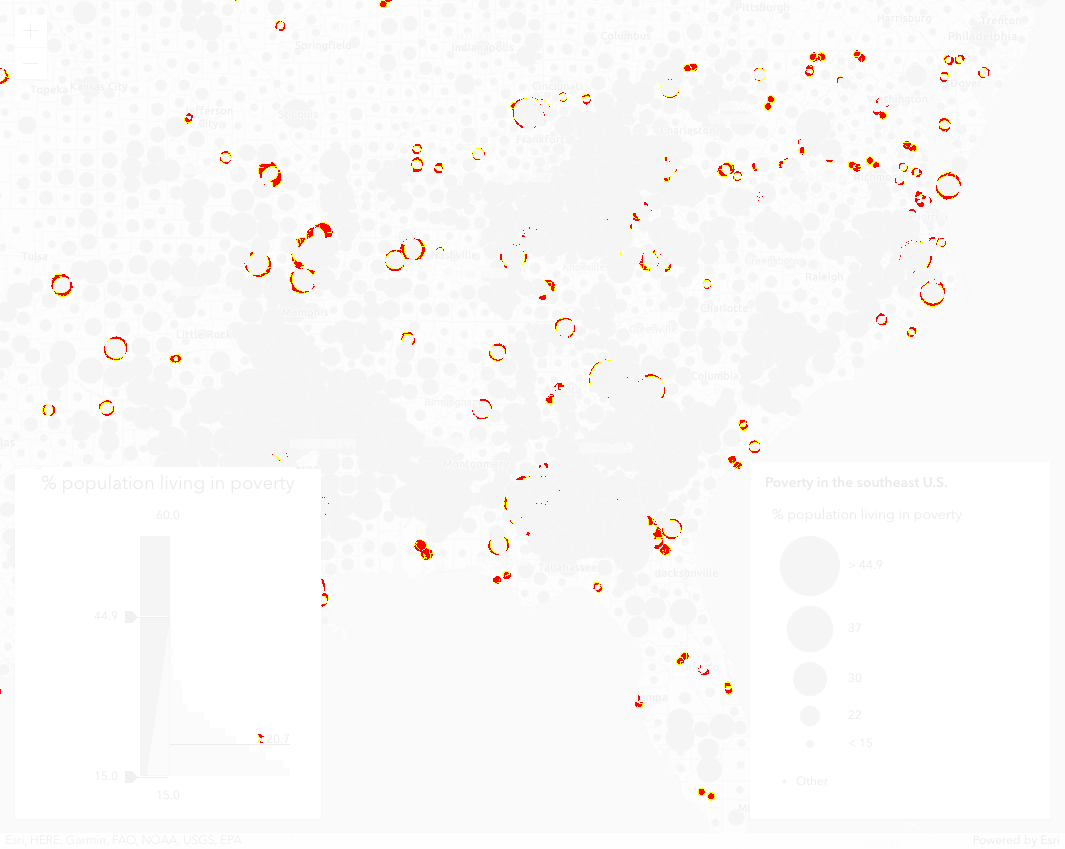 Pittsburgh
Harrisburg
Trenton
Philadelphia
Columbus
Springfield
Indianapolis
Topeka
Kansas City
Jefferson
City
Charleston
Frankfort
Tulsa
Nashville
Knoxville
Greensboro
Raleigh
Memphis
Charlotte
Little Rock
Greenville
Columbia
Birmingham
Montgomery
Tallahassee
Jacksonville
% population living in poverty
60.0
44.9
20.7
15.0
15.0
Poverty in the southeast U.S.
% population living in poverty
> 44.9
37
30
22
< 15
Other
Esri, HERE, Garmin, FAO, NOAA, USGS, EPA
Powered by Esri